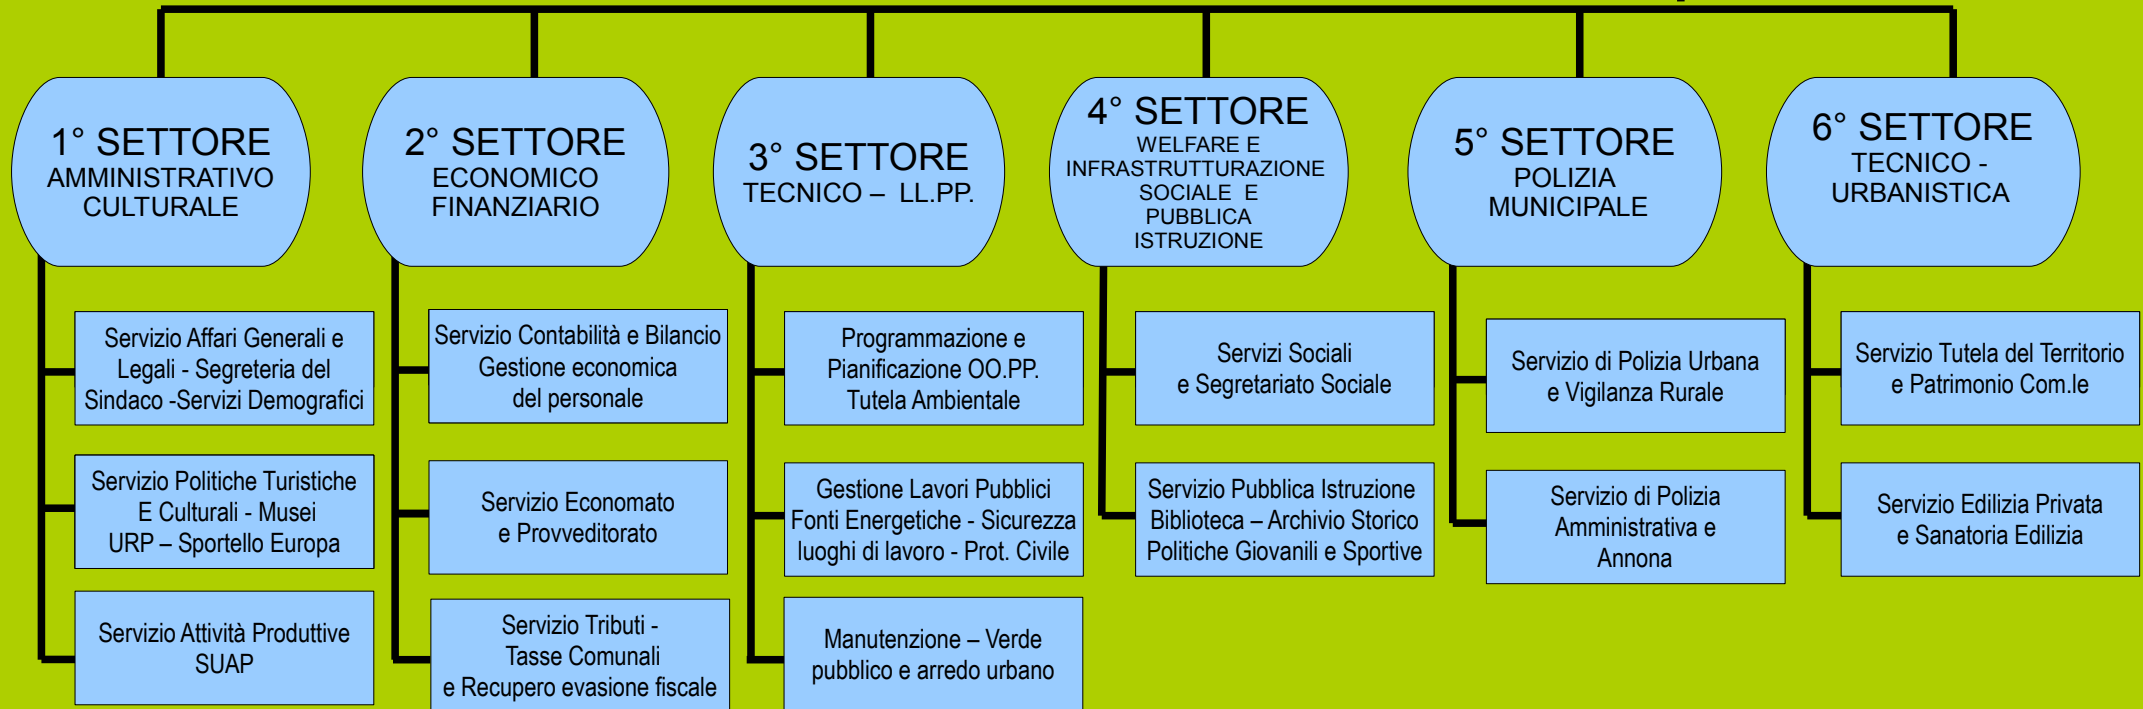 1° SETTORE
AMMINISTRATIVO
CULTURALE
Servizio Affari Generali e
Legali - Segreteria del
Sindaco -Servizi Demografici
Servizio Politiche Turistiche
E Culturali - Musei
URP – Sportello Europa
Servizio Attività Produttive
SUAP
2° SETTORE
ECONOMICO
FINANZIARIO
Servizio Contabilità e Bilancio
Gestione economica
del personale
Servizio Economato
e Provveditorato
Servizio Tributi -
Tasse Comunali
e Recupero evasione fiscale
3° SETTORE
TECNICO – LL.PP.
Programmazione e
Pianificazione OO.PP.
Tutela Ambientale
Gestione Lavori Pubblici
Fonti Energetiche - Sicurezza
luoghi di lavoro - Prot. Civile
Manutenzione – Verde
pubblico e arredo urbano
4° SETTORE
WELFARE E
INFRASTRUTTURAZIONE
SOCIALE E
PUBBLICA
ISTRUZIONE
Servizi Sociali
e Segretariato Sociale
Servizio Pubblica Istruzione
Biblioteca – Archivio Storico
Politiche Giovanili e Sportive
5° SETTORE
POLIZIA
MUNICIPALE
Servizio di Polizia Urbana
e Vigilanza Rurale
Servizio di Polizia
Amministrativa e
Annona
6° SETTORE
TECNICO -
URBANISTICA
Servizio Tutela del Territorio
e Patrimonio Com.le
Servizio Edilizia Privata
e Sanatoria Edilizia